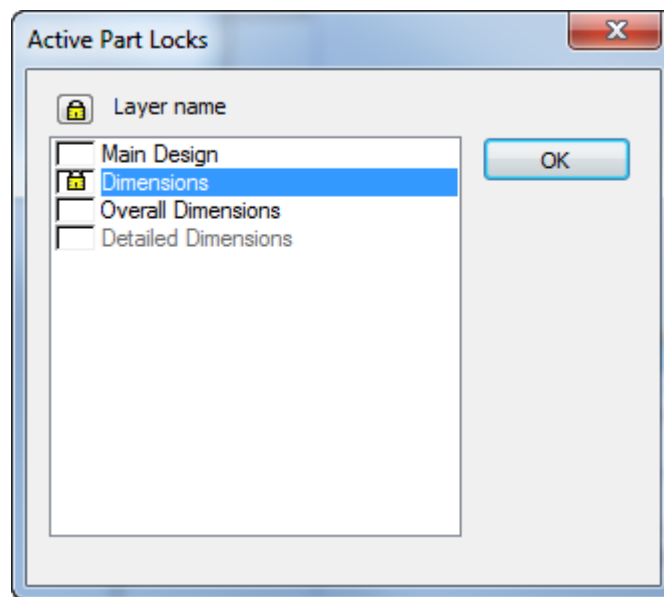 Active Part Locks
Layer name
Main Design
OK
Dimensions
Overall Dimensions
Detailed Dimensions